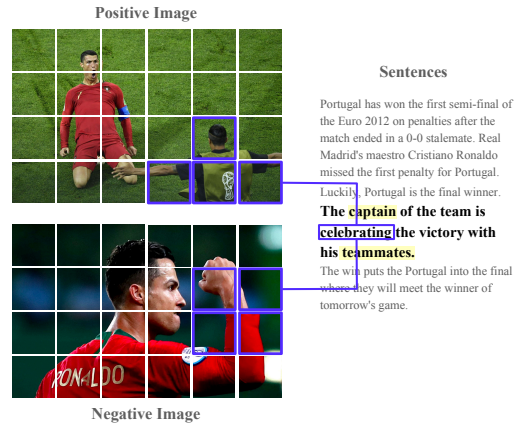 Positive Image
Sentences
Portugal has won the first semi-final of
the Euro 2012 on penalties after the
match ended in a 0-0 stalemate. Real
Madrid's maestro Cristiano Ronaldo
missed the first penalty for Portugal.
Luckily, Portugal is the final winner.
The captain of the team is
celebrating the victory with
his teammates.
The win puts the Portugal into the final
where they will meet the winner of
tomorrow's game.
RONALDO
Negative Image